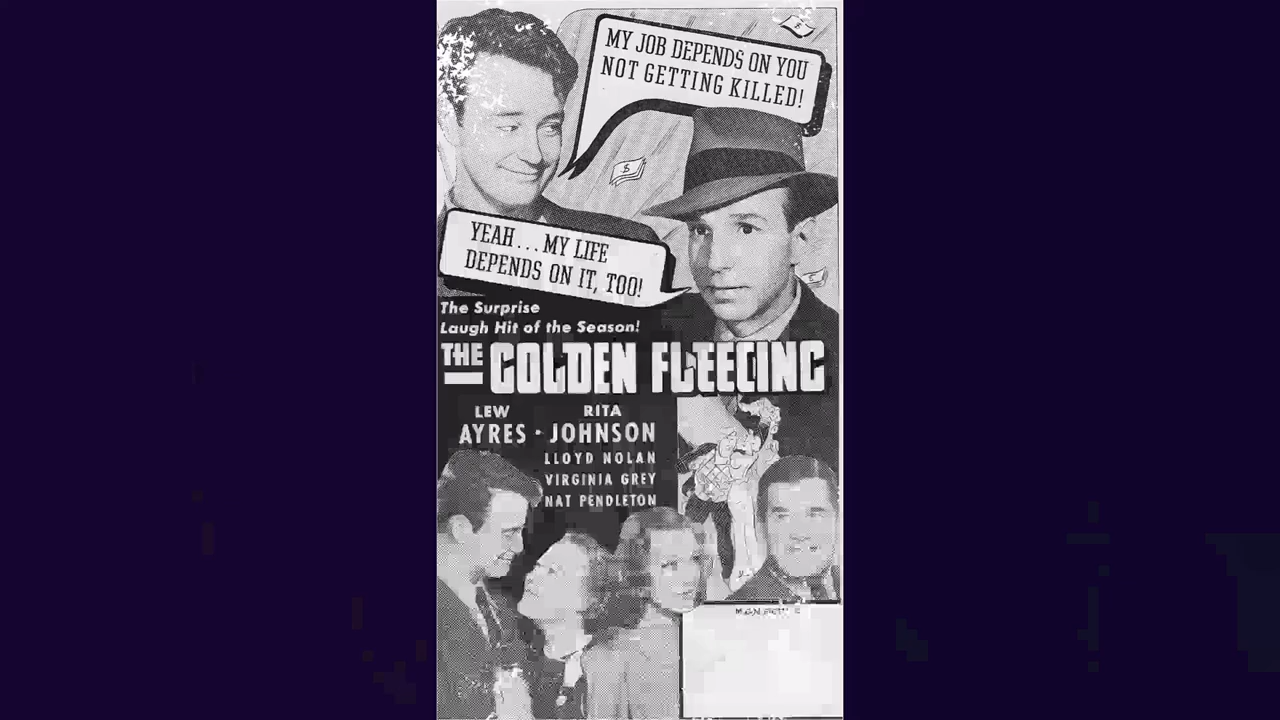 MY JOB DEPENDS ON YOU
NOT GETTING KILLED!
YEAH...MY LIFE
DEPENDS ON IT, TOO!
The Surprise
Laugh Hit of the Season!
THE GOLDEN FLEECING
LEW RITA
AYRES · JOHNSON
LLOYD NOLAN
VIRGINIA GREY
NAT PENDLETON